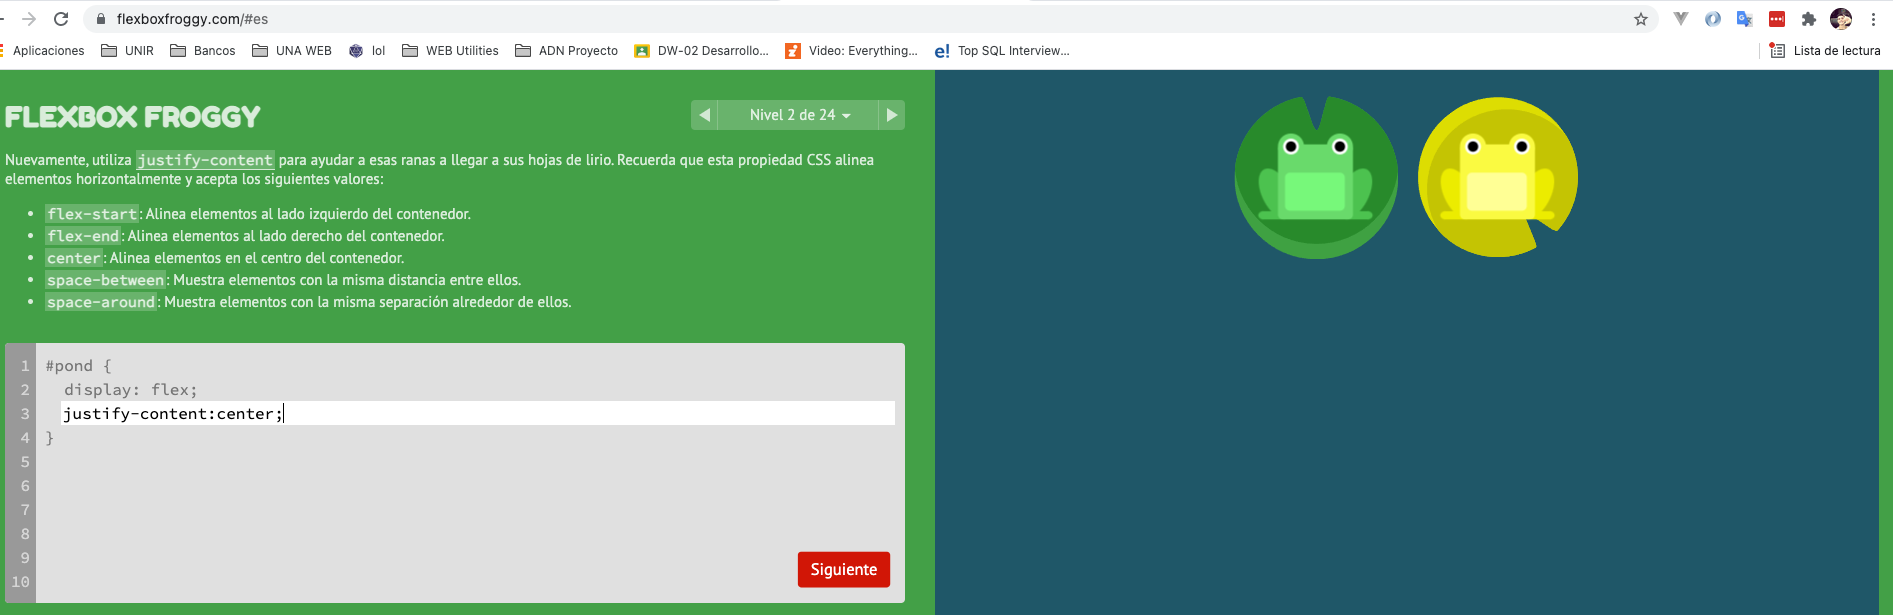 flexboxfroggy.com/#es
Aplicaciones UNIR Bancos UNA WEB lol WEB Utilities ADN Proyecto DW-02 Desarrollo... Video: Everything... e! Top SQL Interview... Lista de lectura
FLEXBOX FROGGY
Nivel 2 de 24
Nuevamente, utiliza justify-content para ayudar a esas ranas a llegar a sus hojas de lirio. Recuerda que esta propiedad CSS alinea
elementos horizontalmente y acepta los siguientes valores:
• flex-start: Alinea elementos al lado izquierdo del contenedor.
• flex-end: Alinea elementos al lado derecho del contenedor.
• center: Alinea elementos en el centro del contenedor.
• space-between: Muestra elementos con la misma distancia entre ellos.
• space-around: Muestra elementos con la misma separación alrededor de ellos.
1 #pond {
2 display: flex;
3 justify-content:center;
4 }
5
6
7
8
9
10
Siguiente